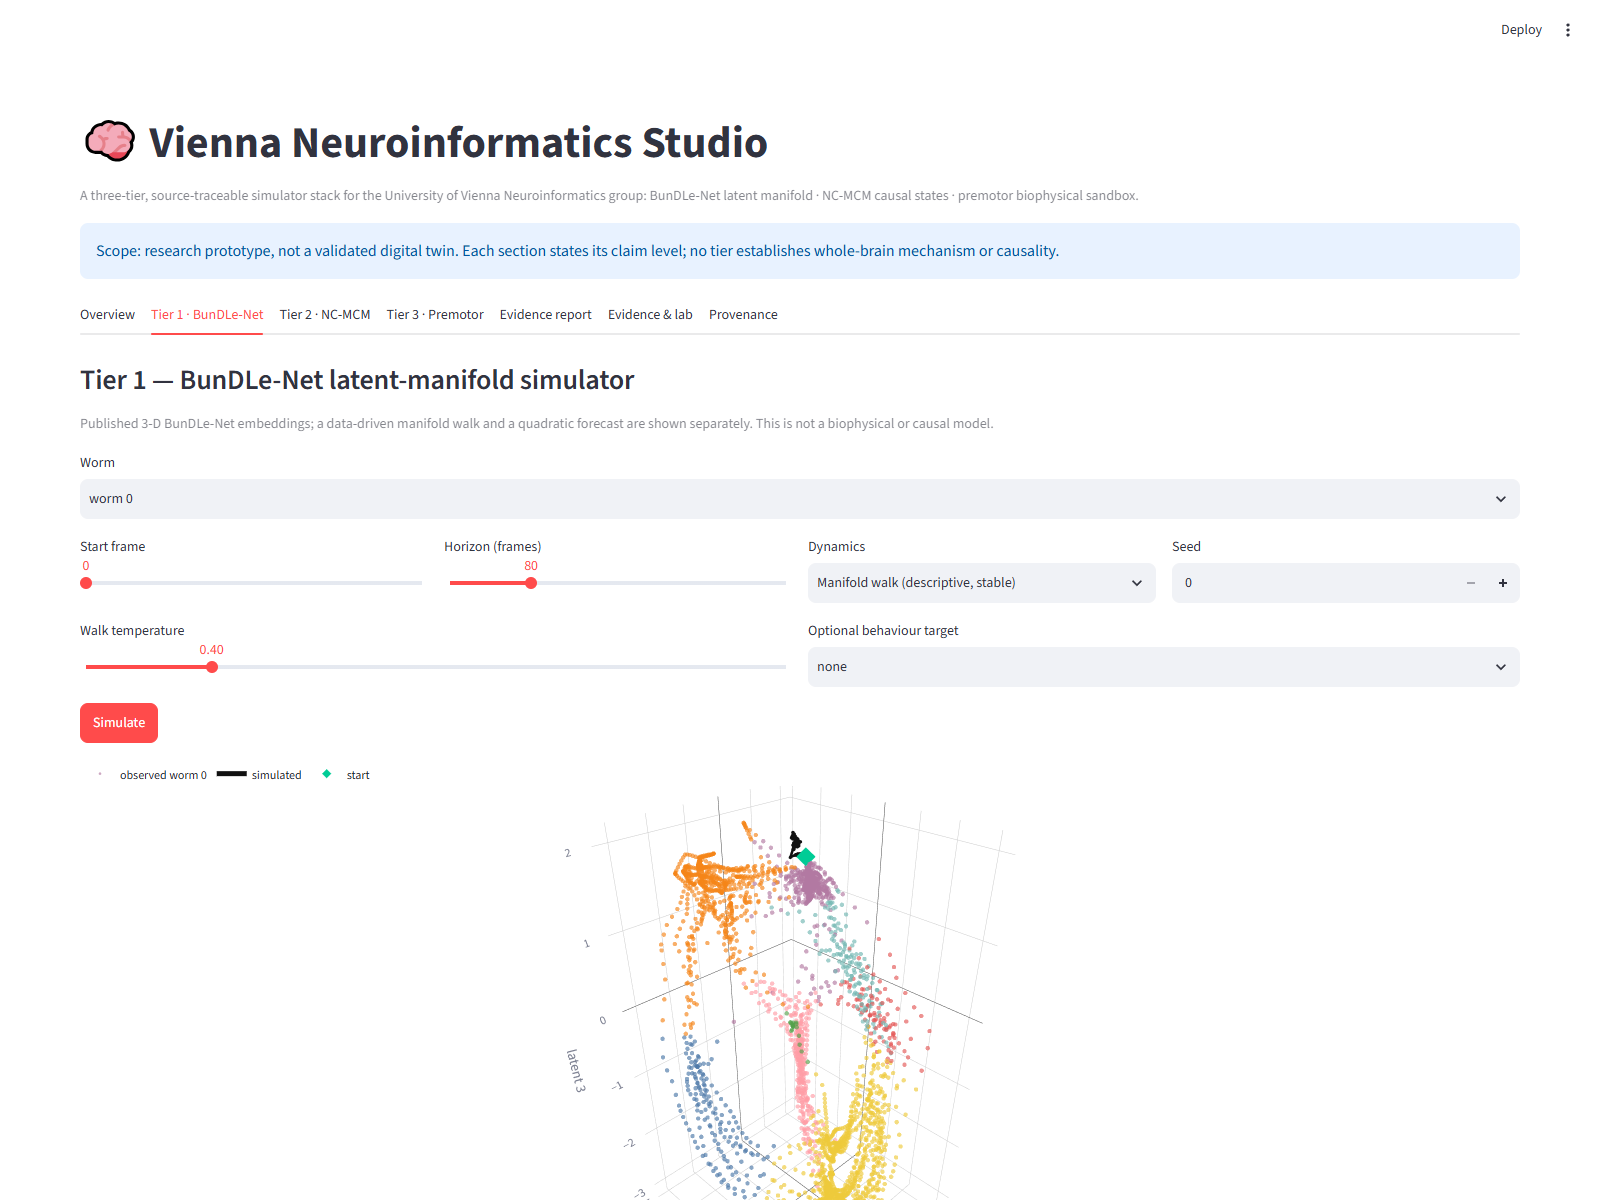 Deploy
Vienna Neuroinformatics Studio
A three-tier, source-traceable simulator stack for the University of Vienna Neuroinformatics group: BunDLe-Net latent manifold · NC-MCM causal states · premotor biophysical sandbox.
Scope: research prototype, not a validated digital twin. Each section states its claim level; no tier establishes whole-brain mechanism or causality.
Overview Tier 1 · BunDLe-Net Tier 2 · NC-MCM Tier 3 · Premotor Evidence report Evidence & lab Provenance
Tier 1 — BunDLe-Net latent-manifold simulator
Published 3-D BunDLe-Net embeddings; a data-driven manifold walk and a quadratic forecast are shown separately. This is not a biophysical or causal model.
Worm
worm 0
Start frame Horizon (frames) Dynamics Seed
0 80
Manifold walk (descriptive, stable) 0
Walk temperature Optional behaviour target
0.40
none
Simulate
observed worm 0 simulated start
2
1
0
latent 3
−1
−2
−3